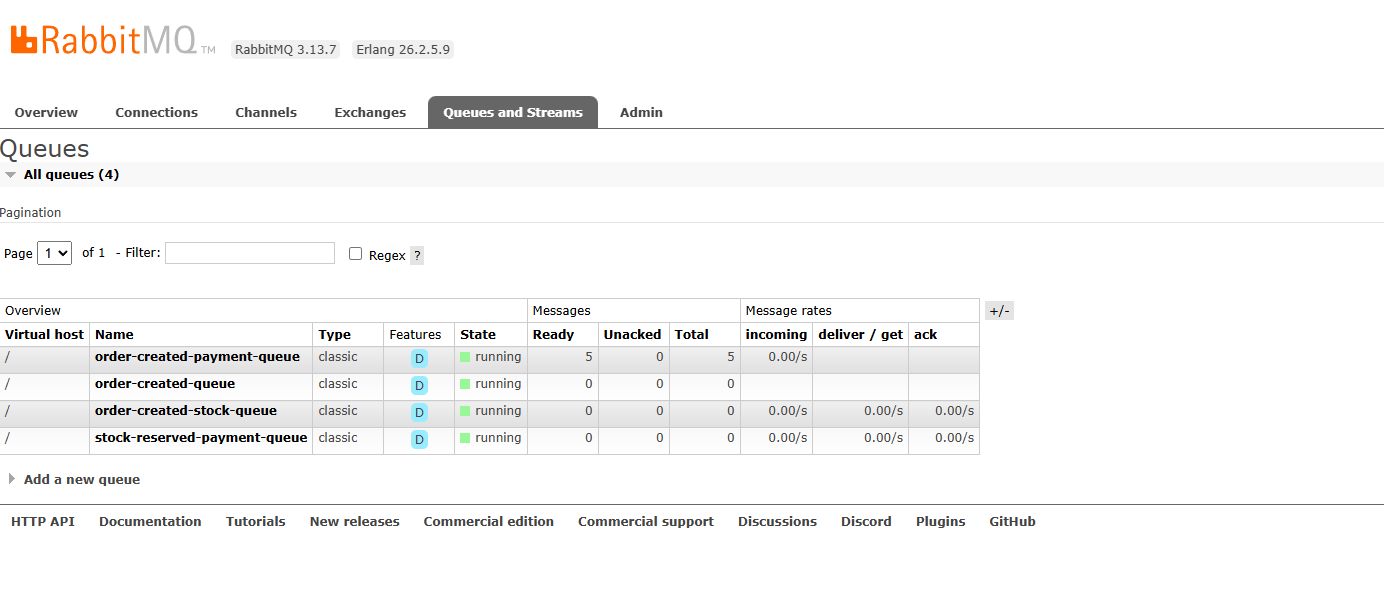 RabbitMQ TM RabbitMQ 3.13.7 Erlang 26.2.5.9
Overview Connections Channels Exchanges Queues and Streams Admin
Queues
All queues (4)
Pagination
Page 1 of 1 - Filter: Regex ?
Overview Messages Message rates +/-
Virtual host Name Type Features State Ready Unacked Total incoming deliver / get ack
/ order-created-payment-queue classic D running 5 0 5 0.00/s
/ order-created-queue classic D running 0 0 0
/ order-created-stock-queue classic D running 0 0 0 0.00/s 0.00/s 0.00/s
/ stock-reserved-payment-queue classic D running 0 0 0 0.00/s 0.00/s 0.00/s
Add a new queue
HTTP API Documentation Tutorials New releases Commercial edition Commercial support Discussions Discord Plugins GitHub